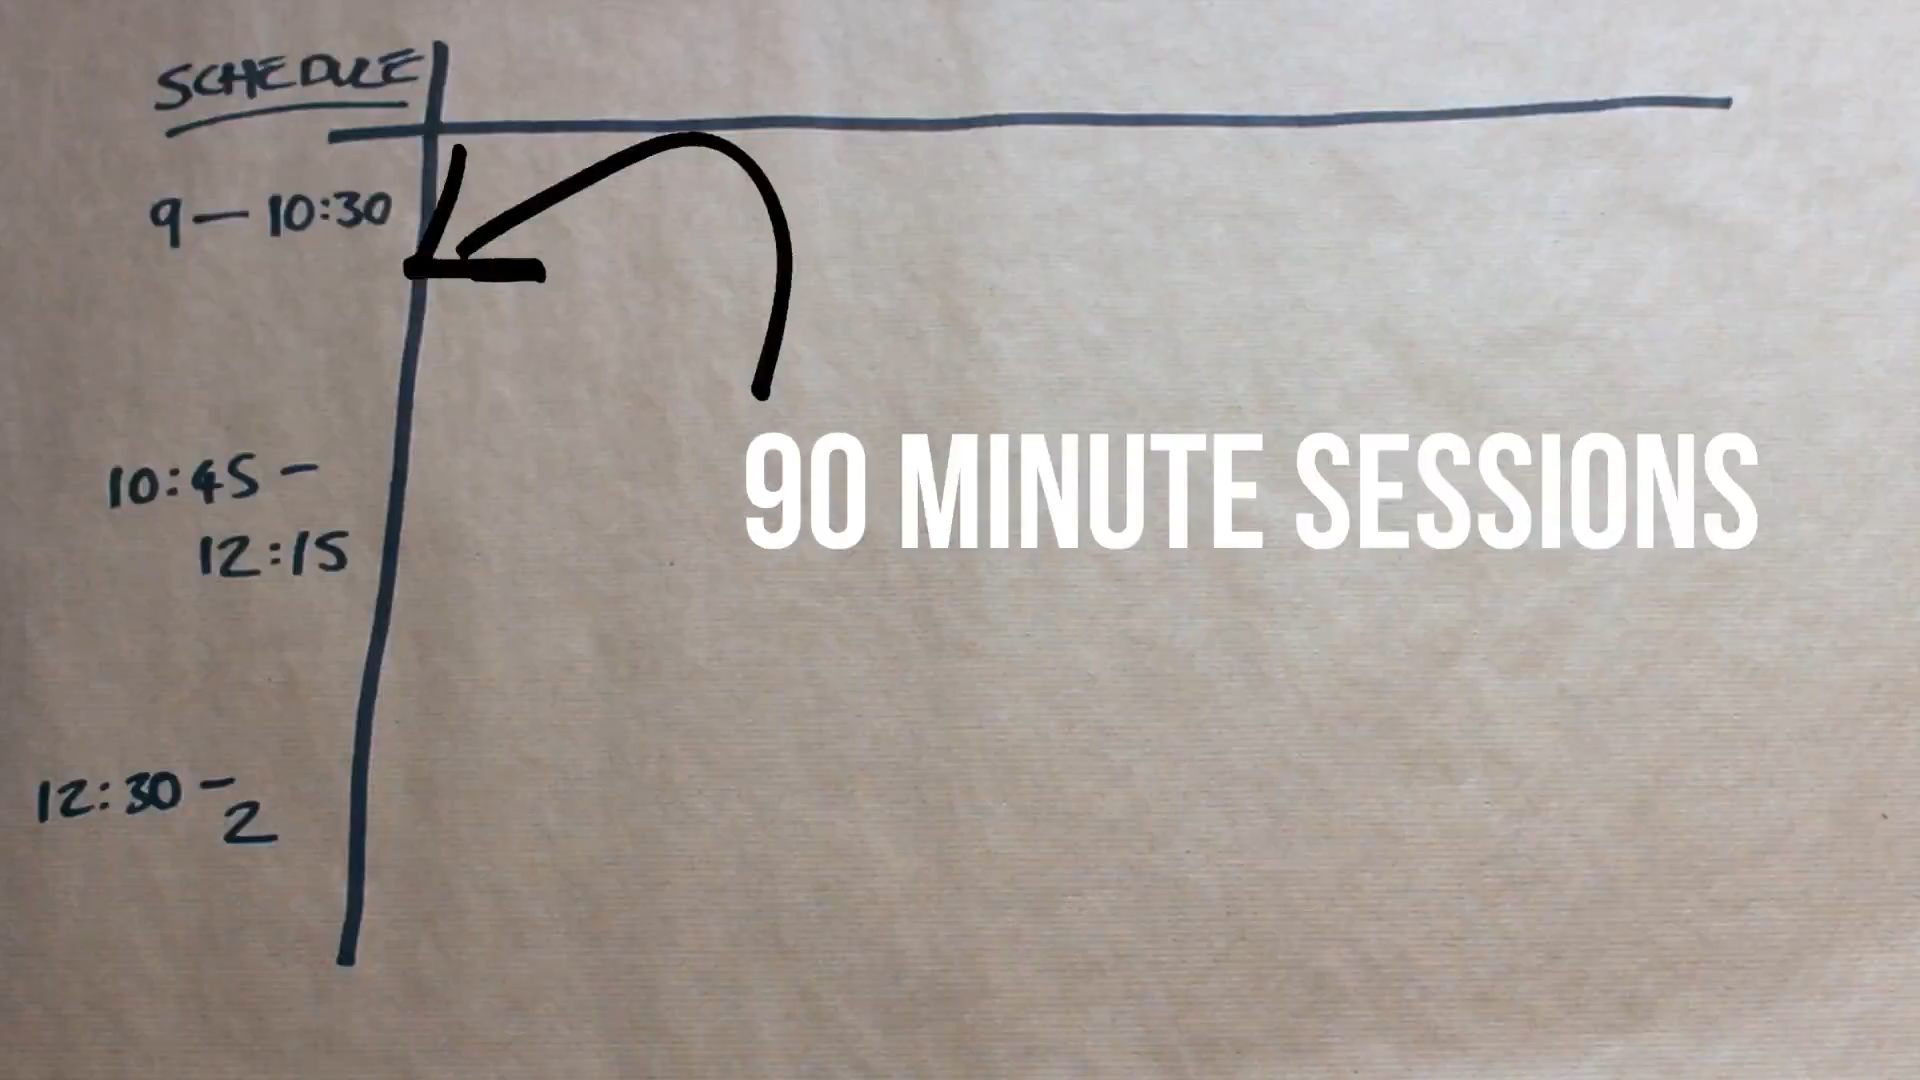 SCHEDULE
9 — 10:30
90 MINUTE SESSIONS
10:45 –
12:15
12:30 –
2